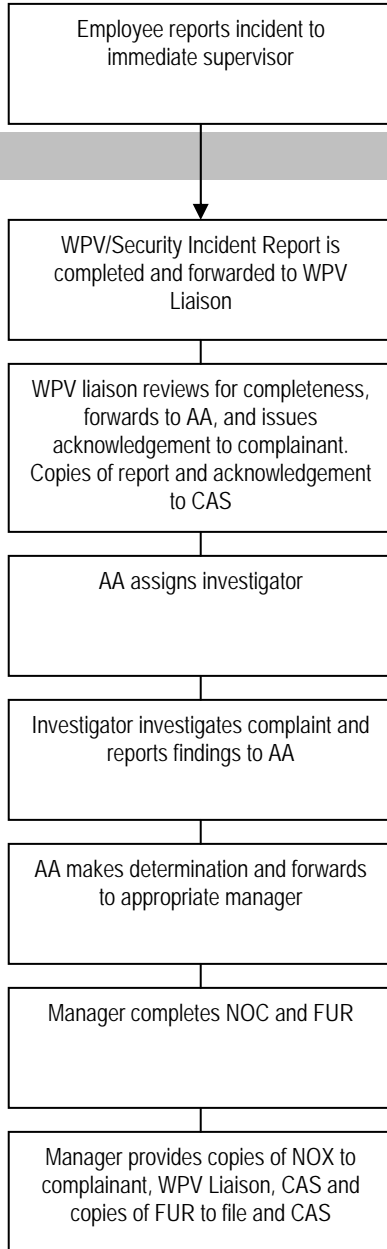 Employee reports incident to
immediate supervisor
WPV/Security Incident Report is
completed and forwarded to WPV
Liaison
WPV liaison reviews for completeness,
forwards to AA, and issues
acknowledgement to complainant.
Copies of report and acknowledgement
to CAS
AA assigns investigator
Investigator investigates complaint and
reports findings to AA
AA makes determination and forwards
to appropriate manager
Manager completes NOC and FUR
Manager provides copies of NOX to
complainant, WPV Liaison, CAS and
copies of FUR to file and CAS